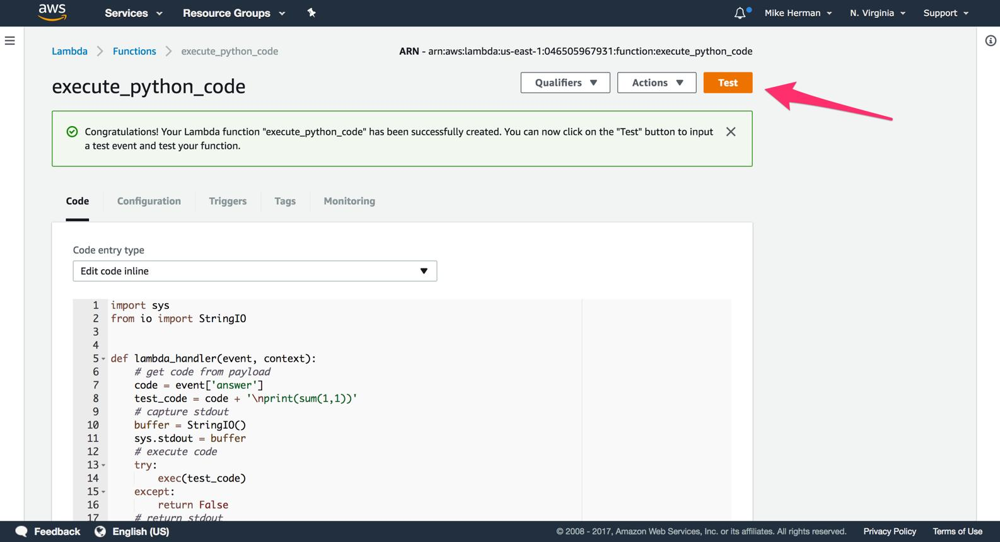 aws Services Resource Groups Mike Herman N. Virginia Support
Lambda Functions execute_python_code ARN - arn:aws:lambda:us-east-1:046505967931:function:execute_python_code
execute_python_code Qualifiers Actions Test
Congratulations! Your Lambda function "execute_python_code" has been successfully created. You can now click on the "Test" button to input
a test event and test your function.
Code Configuration Triggers Tags Monitoring
Code entry type
Edit code inline
1 import sys
2 from io import StringIO
3
4
5 def lambda_handler(event, context):
6 # get code from payload
7 code = event['answer']
8 test_code = code + '\nprint(sum(1,1))'
9 # capture stdout
10 buffer = StringIO()
11 sys.stdout = buffer
12 # execute code
13 try:
14 exec(test_code)
15 except:
16 return False
17 # return stdout
Feedback English (US) © 2008 - 2017, Amazon Web Services, Inc. or its affiliates. All rights reserved. Privacy Policy Terms of Use